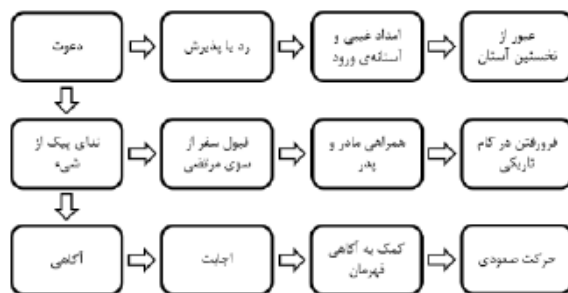 دعوت
رد یا پذیرش
امداد غیبی و
آستانه‌ی ورود
عبور از
نخستین آستان
ندای پیک از
شیء
قبول سفر از
سوی مرتضی
همراهی مادر و
پدر
فرورفتن در کام
تاریکی
آگاهی
اجابت
کمک به آگاهی
قهرمان
حرکت صعودی